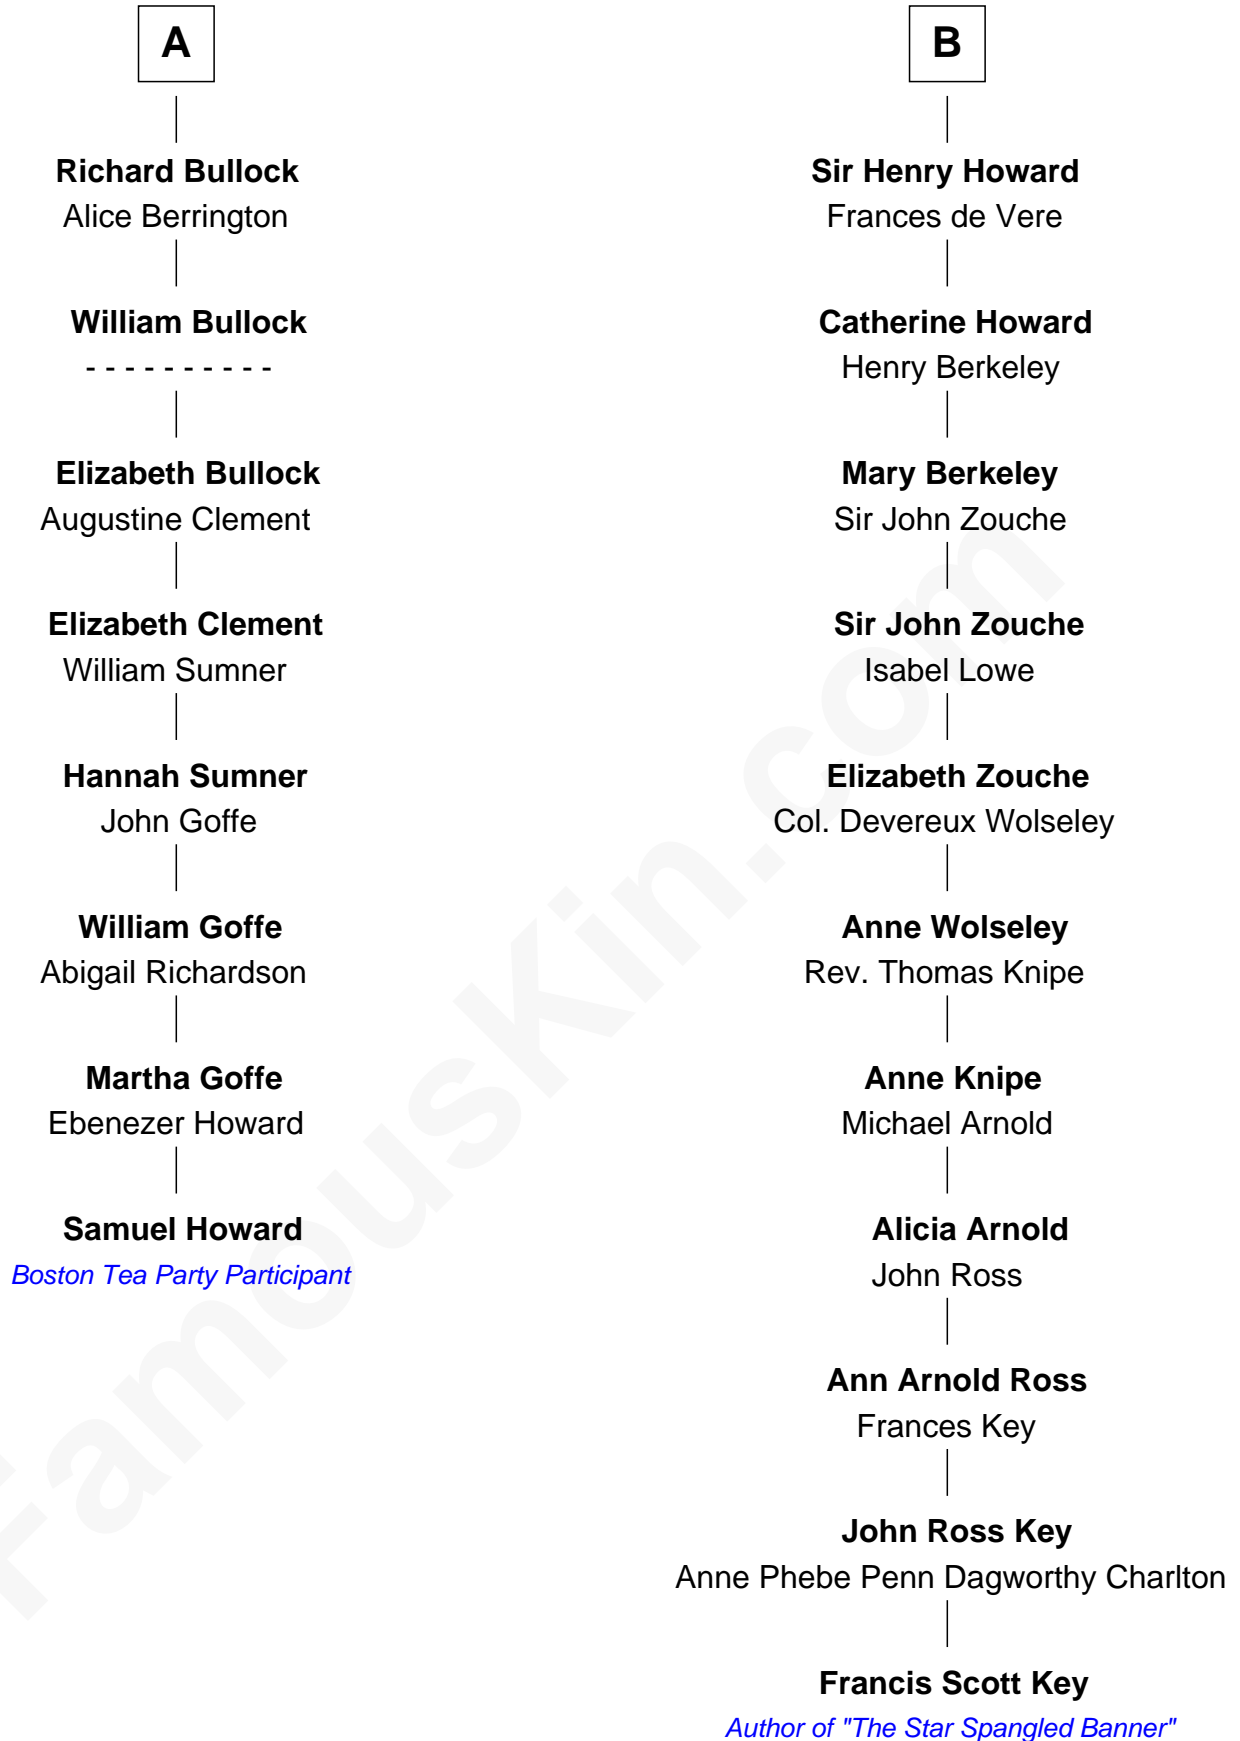 A
Richard Bullock
Alice Berrington
William Bullock
- - - - - - - - - -
Elizabeth Bullock
Augustine Clement
Elizabeth Clement
William Sumner
Hannah Sumner
John Goffe
William Goffe
Abigail Richardson
Martha Goffe
Ebenezer Howard
Samuel Howard
Boston Tea Party Participant
B
Sir Henry Howard
Frances de Vere
Catherine Howard
Henry Berkeley
Mary Berkeley
Sir John Zouche
Sir John Zouche
Isabel Lowe
Elizabeth Zouche
Col. Devereux Wolseley
Anne Wolseley
Rev. Thomas Knipe
Anne Knipe
Michael Arnold
Alicia Arnold
John Ross
Ann Arnold Ross
Frances Key
John Ross Key
Anne Phebe Penn Dagworthy Charlton
Francis Scott Key
Author of "The Star Spangled Banner"
FamousKin.com